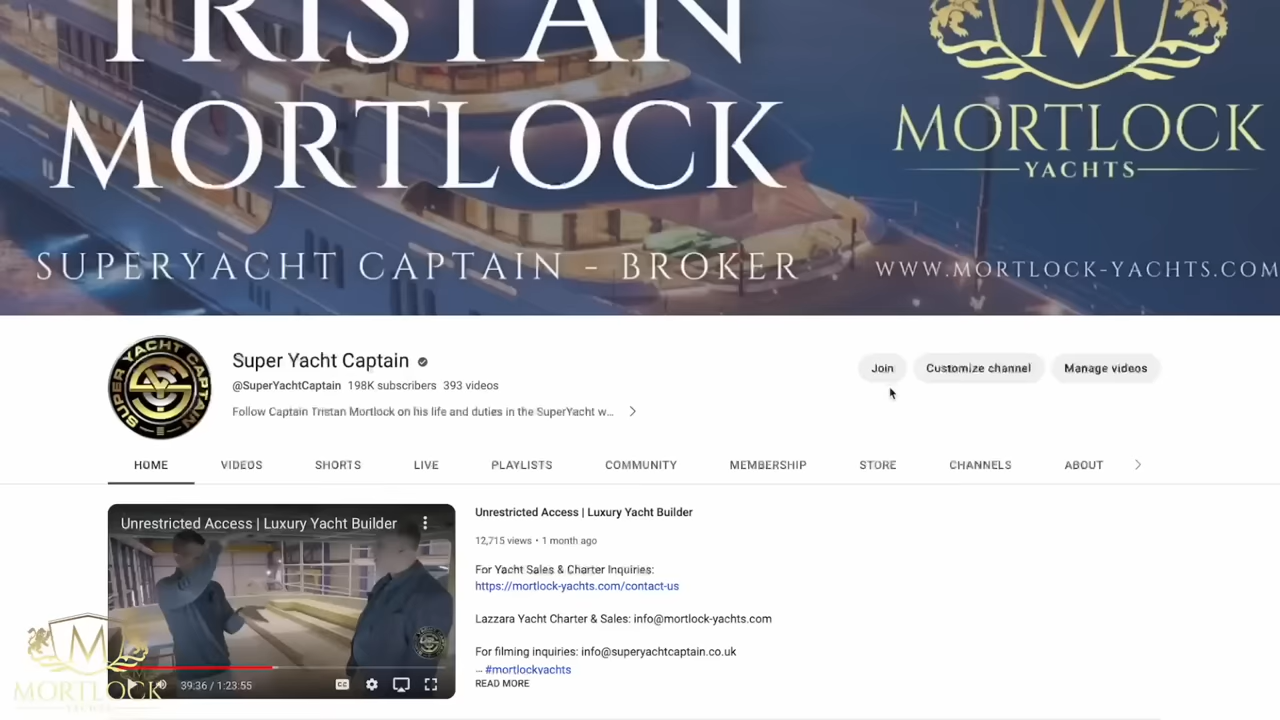 TRISTAN
MORTLOCK
SUPERYACHT CAPTAIN - BROKER
M
MORTLOCK
YACHTS
WWW.MORTLOCK-YACHTS.COM
SUPER YACHT CAPTAIN
Super Yacht Captain
@SuperYachtCaptain 198K subscribers 393 videos
Follow Captain Tristan Mortlock on his life and duties in the SuperYacht w...
Join
Customize channel
Manage videos
HOME VIDEOS SHORTS LIVE PLAYLISTS COMMUNITY MEMBERSHIP STORE CHANNELS ABOUT
Unrestricted Access | Luxury Yacht Builder
39:36 / 1:23:55
CC
Unrestricted Access | Luxury Yacht Builder
12,715 views • 1 month ago
For Yacht Sales & Charter Inquiries:
https://mortlock-yachts.com/contact-us
Lazzara Yacht Charter & Sales: info@mortlock-yachts.com
For filming inquiries: info@superyachtcaptain.co.uk
... #mortlockyachts
READ MORE
M
MORTLOCK
YACHTS